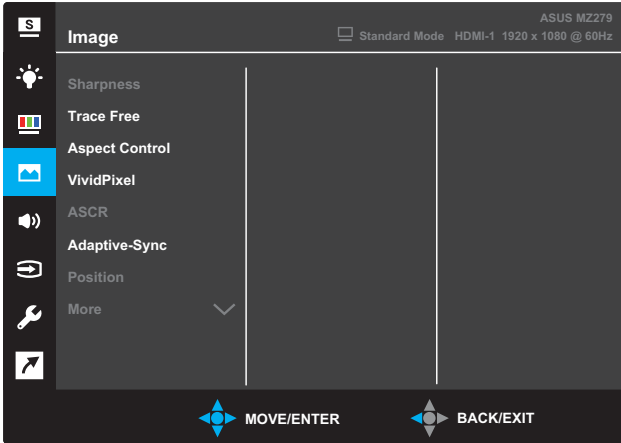 S
ASUS MZ279
Image
Standard Mode HDMI-1 1920 x 1080 @ 60Hz
Sharpness
Trace Free
Aspect Control
VividPixel
ASCR
Adaptive-Sync
Position
More
MOVE/ENTER BACK/EXIT